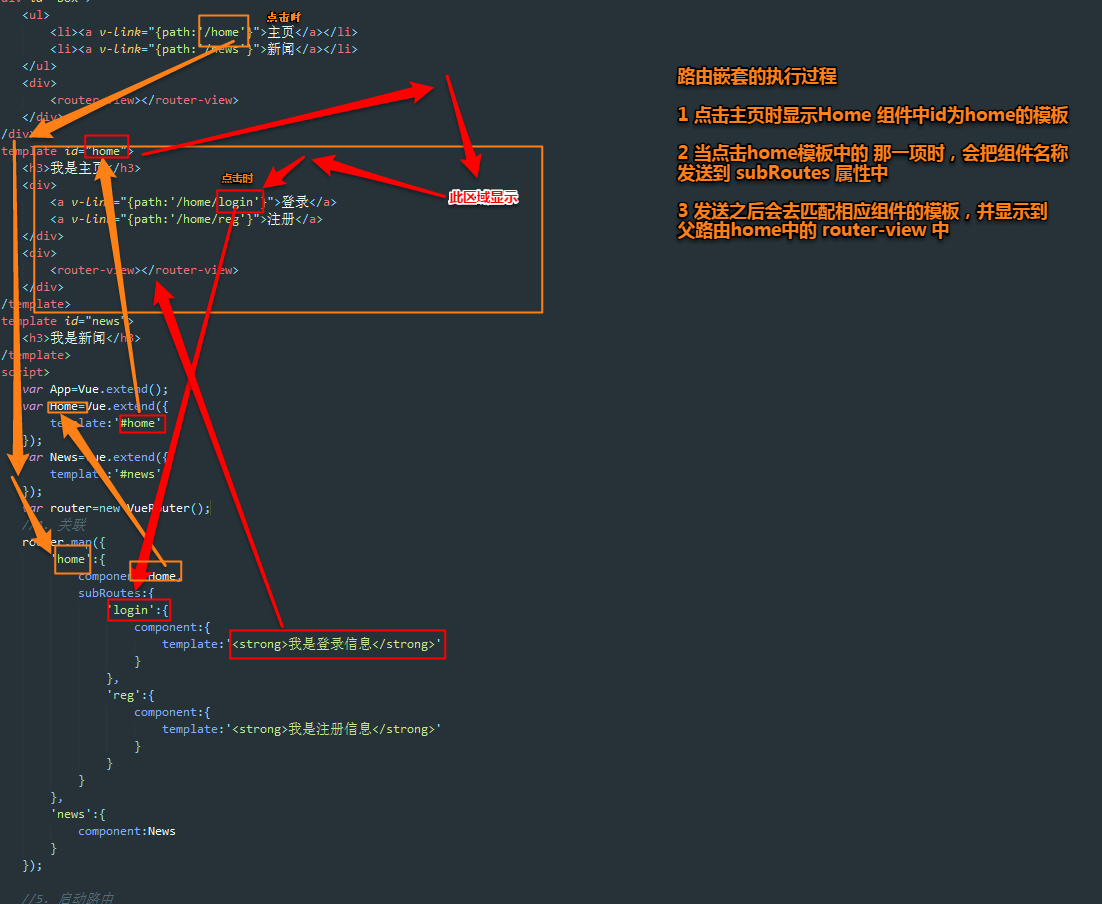 div id="box">
<ul>
点击时
<li><a v-link="{path:'/home'}">主页</a></li>
<li><a v-link="{path:'/news'}">新闻</a></li>
</ul>
<div>
<router-view></router-view>
</div>
/div>
template id="home">
<h3>我是主页</h3>
<div>
点击时
<a v-link="{path:'/home/login'}">登录</a>
<a v-link="{path:'/home/reg'}">注册</a>
</div>
<div>
<router-view></router-view>
</div>
/template>
template id="news">
<h3>我是新闻</h3>
/template>
script>
var App=Vue.extend();
var Home=Vue.extend({
template:'#home'
});
var News=Vue.extend({
template:'#news'
});
var router=new VueRouter();
关联
router.map({
'home':{
component:Home,
subRoutes:{
'login':{
component:{
template:'<strong>我是登录信息</strong>'
}
},
'reg':{
component:{
template:'<strong>我是注册信息</strong>'
}
}
}
},
'news':{
component:News
}
});
//5. 启动路由
此区域显示
路由嵌套的执行过程
1 点击主页时显示Home 组件中id为home的模板
2 当点击home模板中的 那一项时，会把组件名称
发送到 subRoutes 属性中
3 发送之后会去匹配相应组件的模板，并显示到
父路由home中的 router-view 中